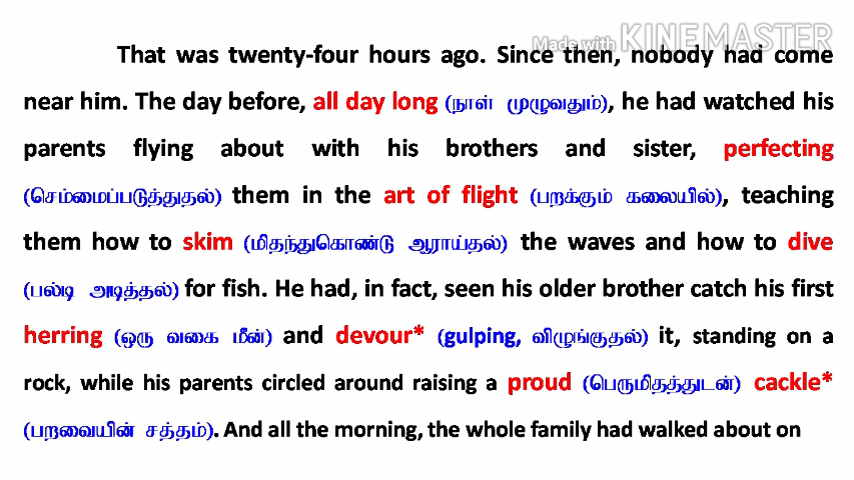 Made with KINEMASTER
That was twenty-four hours ago. Since then, nobody had come
near him. The day before, all day long (நாள் முழுவதும்), he had watched his
parents flying about with his brothers and sister, perfecting
(செம்மைப்படுத்துதல்) them in the art of flight (பறக்கும் கலையில்), teaching
them how to skim (மிதந்துகொண்டு ஆராய்தல்) the waves and how to dive
(பல்டி அடித்தல்) for fish. He had, in fact, seen his older brother catch his first
herring (ஒரு வகை மீன்) and devour* (gulping, விழுங்குதல்) it, standing on a
rock, while his parents circled around raising a proud (பெருமிதத்துடன்) cackle*
(பறவையின் சத்தம்). And all the morning, the whole family had walked about on